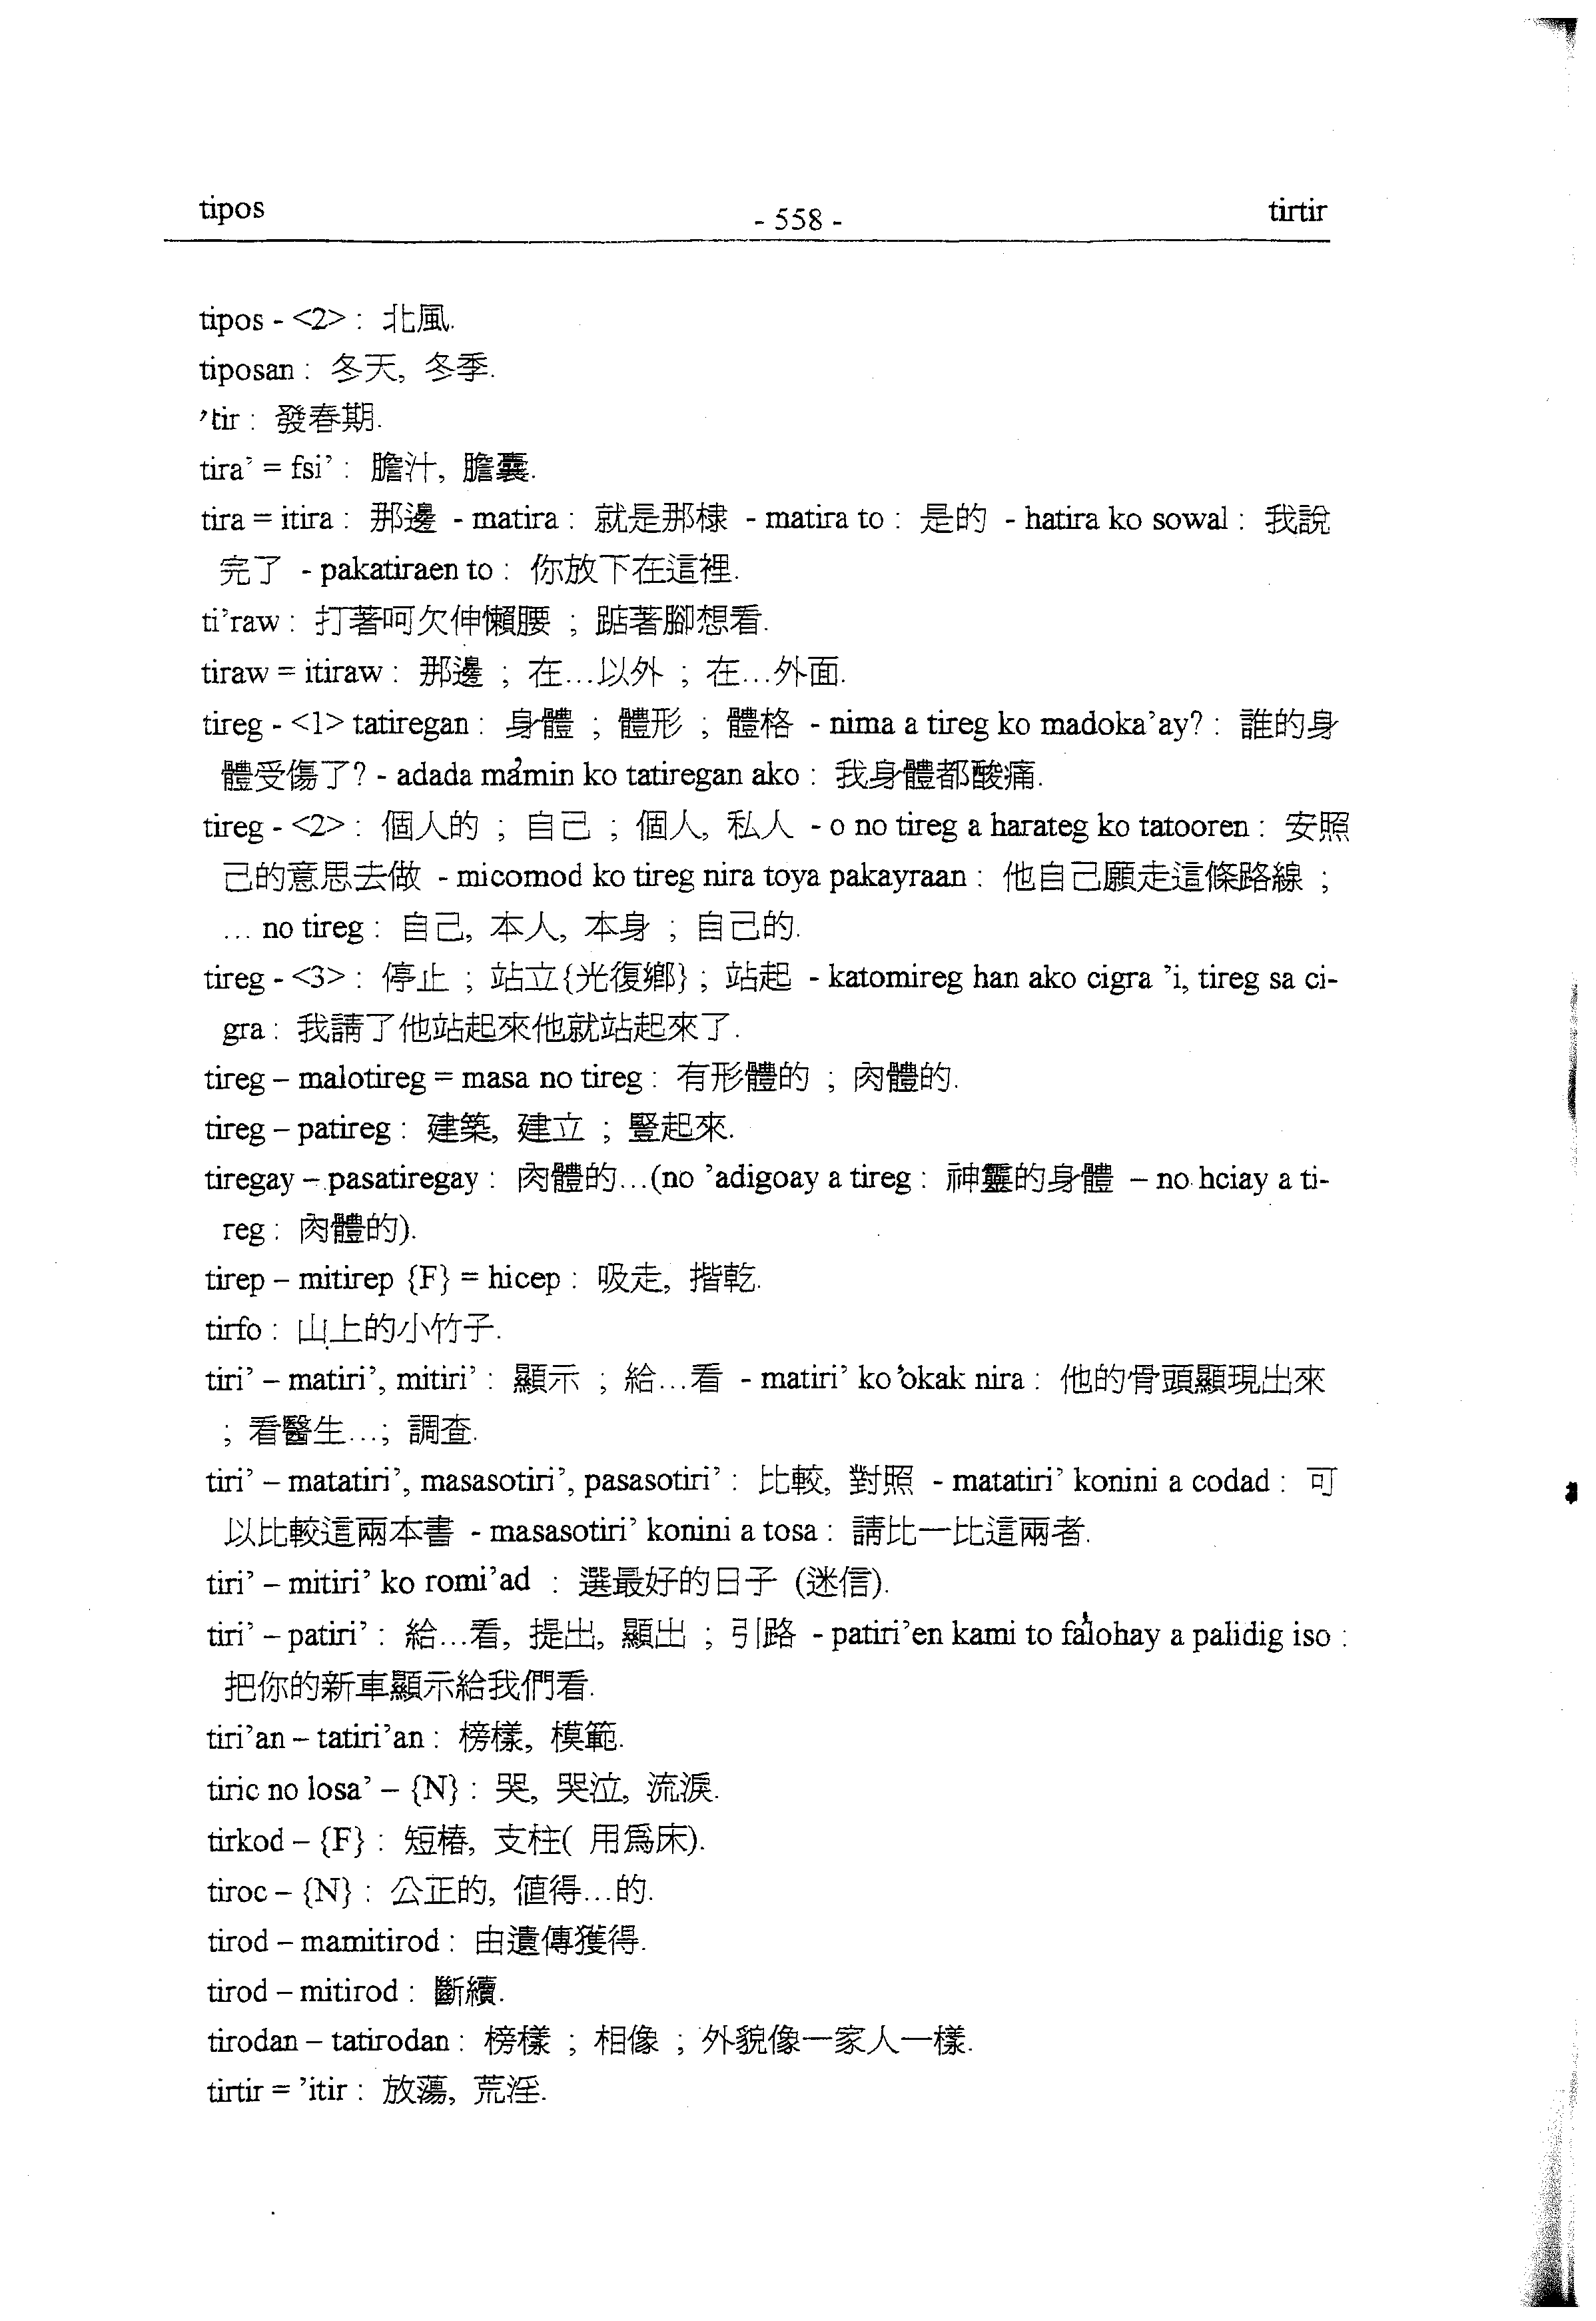 tipos
- 558 -
tirtir
tipos - <2> : 北風.
tiposan : 冬天, 冬季.
’tir : 發春期.
tira’ = fsi’ : 膽汁, 膽囊.
tira = itira : 那邊 - matira : 就是那棣 - matira to : 是的 - hatira ko sowal : 我說
完了 - pakatiraen to : 你放下在這裡.
ti’raw : 打著呵欠伸懶腰 ; 踮著腳想看.
tiraw = itiraw : 那邊 ; 在…以外 ; 在…外面.
tireg - <1> tatiregan : 身體 ; 體形 ; 體格 - nima a tireg ko madoka’ay? : 誰的身
體受傷了? - adada ma’min ko tatiregan ako : 我身體都酸痛.
tireg - <2> : 個人的 ; 自己 ; 個人, 私人 - o no tireg a harateg ko tatooren : 安照
己的意思去做 - micomod ko tireg nira toya pakayraan : 他自己願走這條路線 ;
… no tireg : 自己, 本人, 本身 ; 自己的.
tireg - <3> : 停止 ; 站立{光復鄉} ; 站起 - katomireg han ako cigra ’i, tireg sa ci-
gra : 我請了他站起來他就站起來了.
tireg – malotireg = masa no tireg : 有形體的 ; 肉體的.
tireg – patireg : 建築, 建立 ; 豎起來.
tiregay – pasatiregay : 肉體的…(no ’adigoay a tireg : 神靈的身體 – no hciay a ti-
reg : 肉體的).
tirep – mitirep {F} = hicep : 吸走, 揩乾.
tirfo : 山上的小竹子.
tiri’ – matiri’, mitiri’ : 顯示 ; 給…看 - matiri’ ko ’okak nira : 他的骨頭顯現出來
; 看醫生…; 調查.
tiri’ – matatiri’, masasotiri’, pasasotiri’ : 比較, 對照 - matatiri’ konini a codad : 可
以比較這兩本書 - masasotiri’ konini a tosa : 請比一比這兩者.
tiri’ – mitiri’ ko romi’ad : 選最好的日子 (迷信).
tiri’ – patiri’ : 給…看, 提出, 顯出 ; 引路 - patiri’en kami to fa’lohay a palidig iso :
把你的新車顯示給我們看.
tiri’an – tatiri’an : 榜樣, 模範.
tiric no losa’ – {N} : 哭, 哭泣, 流淚.
tirkod – {F} : 短樁, 支柱( 用爲床).
tiroc – {N} : 公正的, 値得…的.
tirod – mamitirod : 由遺傳獲得.
tirod – mitirod : 斷續.
tirodan – tatirodan : 榜樣 ; 相像 ; 外貌像一家人一樣.
tirtir = ’itir : 放蕩, 荒淫.